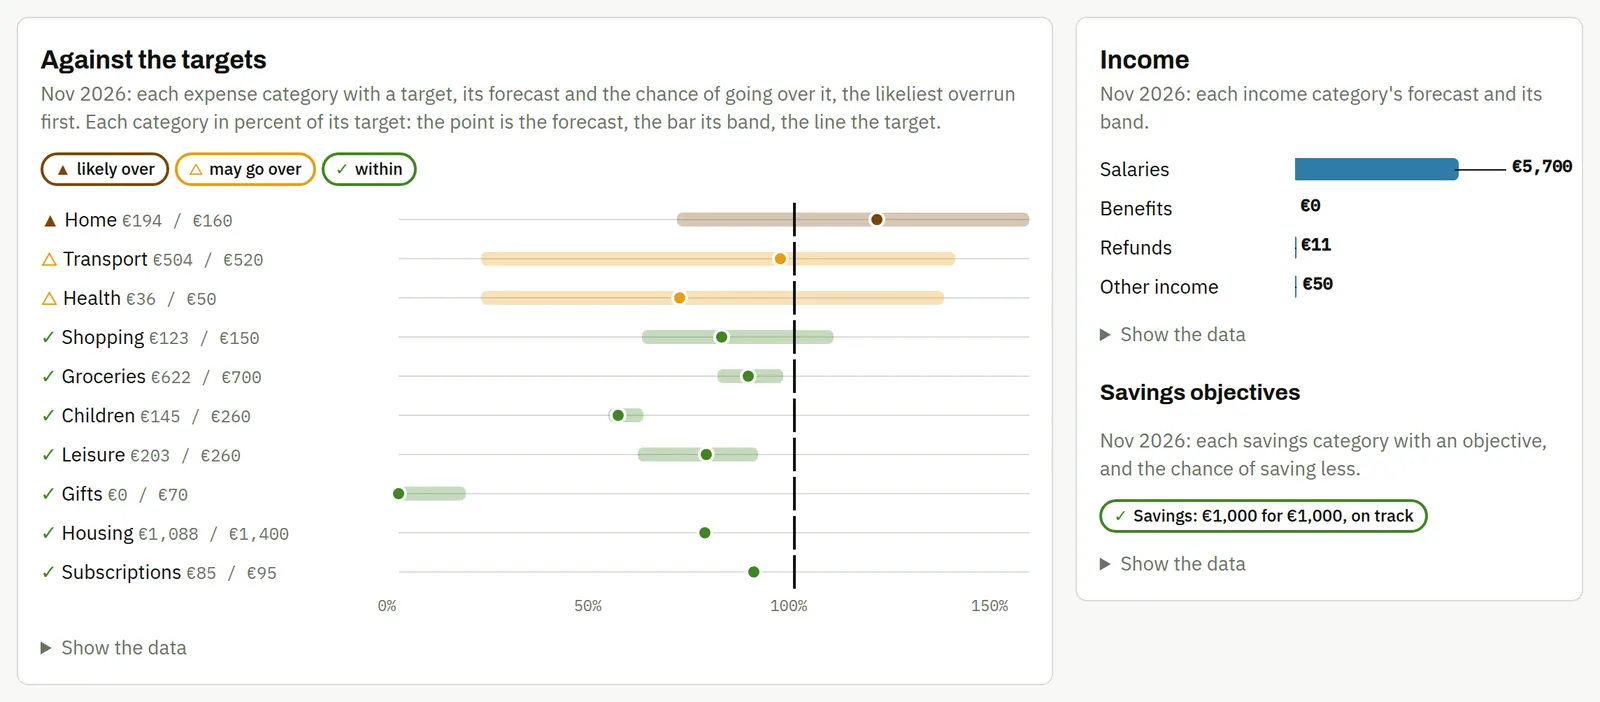 Against the targets
Nov 2026: each expense category with a target, its forecast and the chance of going over it, the likeliest overrun
first. Each category in percent of its target: the point is the forecast, the bar its band, the line the target.
▲ likely over △ may go over ✓ within
▲ Home €194 / €160
△ Transport €504 / €520
△ Health €36 / €50
✓ Shopping €123 / €150
✓ Groceries €622 / €700
✓ Children €145 / €260
✓ Leisure €203 / €260
✓ Gifts €0 / €70
✓ Housing €1,088 / €1,400
✓ Subscriptions €85 / €95
0% 50% 100% 150%
▶ Show the data
Income
Nov 2026: each income category's forecast and its
band.
Salaries €5,700
Benefits €0
Refunds €11
Other income €50
▶ Show the data
Savings objectives
Nov 2026: each savings category with an objective,
and the chance of saving less.
✓ Savings: €1,000 for €1,000, on track
▶ Show the data